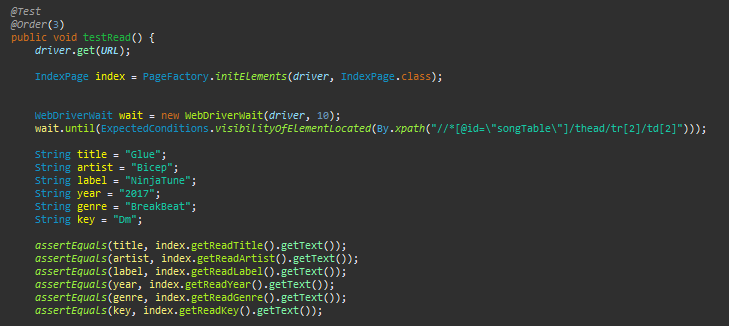 @Test
@Order(3)
public void testRead() {
driver.get(URL);
IndexPage index = PageFactory.initElements(driver, IndexPage.class);
WebDriverWait wait = new WebDriverWait(driver, 10);
wait.until(ExpectedConditions.visibilityOfElementLocated(By.xpath("//*[@id=\"songTable\"]/thead/tr[2]/td[2]")));
String title = "Glue";
String artist = "Bicep";
String label = "NinjaTune";
String year = "2017";
String genre = "BreakBeat";
String key = "Dm";
assertEquals(title, index.getReadTitle().getText());
assertEquals(artist, index.getReadArtist().getText());
assertEquals(label, index.getReadLabel().getText());
assertEquals(year, index.getReadYear().getText());
assertEquals(genre, index.getReadGenre().getText());
assertEquals(key, index.getReadKey().getText());